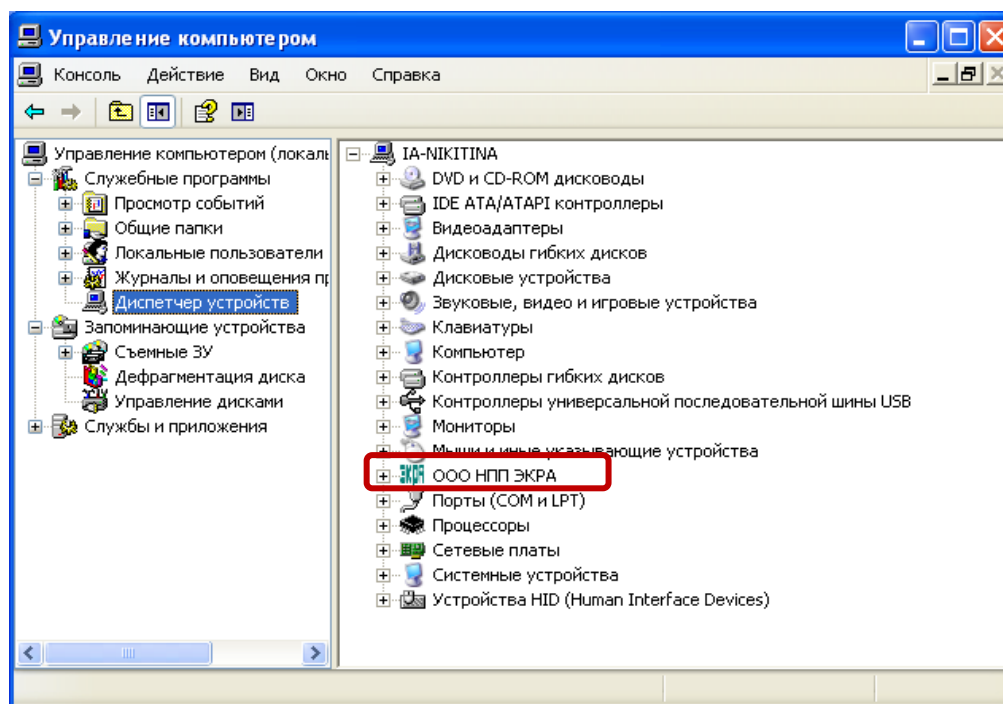 Управление компьютером
Консоль Действие Вид Окно Справка
Управление компьютером (локаль
Служебные программы
Просмотр событий
Общие папки
Локальные пользователи
Журналы и оповещения пр
Диспетчер устройств
Запоминающие устройства
Съемные ЗУ
Дефрагментация диска
Управление дисками
Службы и приложения
IA-NIKITINA
DVD и CD-ROM дисководы
IDE ATA/ATAPI контроллеры
Видеоадаптеры
Дисководы гибких дисков
Дисковые устройства
Звуковые, видео и игровые устройства
Клавиатуры
Компьютер
Контроллеры гибких дисков
Контроллеры универсальной последовательной шины USB
Мониторы
Мыши и иные указывающие устройства
ЭКРА ООО НПП ЭКРА
Порты (COM и LPT)
Процессоры
Сетевые платы
Системные устройства
Устройства HID (Human Interface Devices)